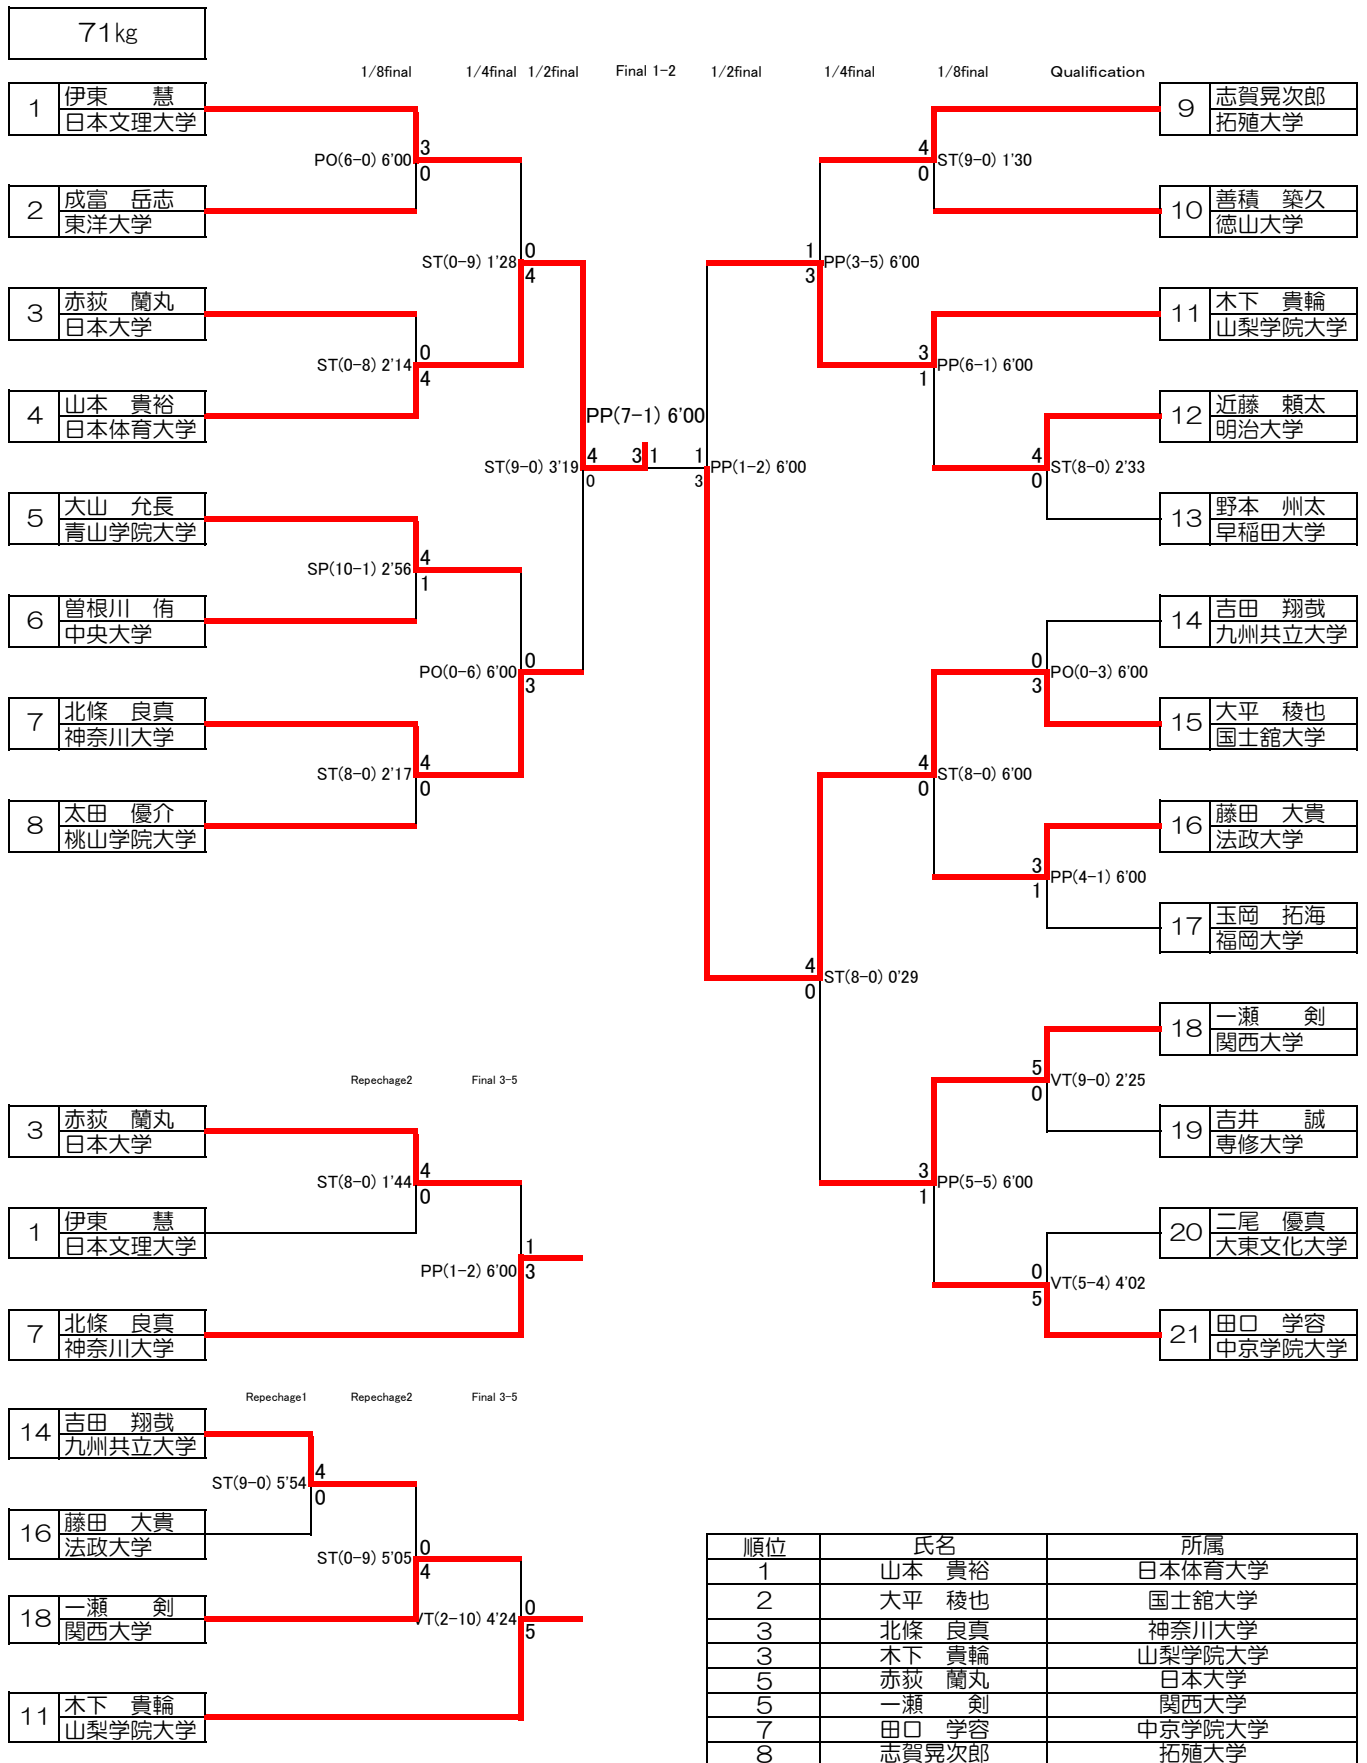 71kg
1/8final 1/4final 1/2final Final 1-2 1/2final 1/4final 1/8final Qualification
1 伊東 慧
日本文理大学
PO(6-0) 6'00 3
0
2 成富 岳志
東洋大学
ST(0-9) 1'28 0
4
3 赤荻 蘭丸
日本大学
ST(0-8) 2'14 0
4
4 山本 貴裕
日本体育大学
PP(7-1) 6'00
ST(9-0) 3'19 4 3 1 1 PP(1-2) 6'00
0 3
5 大山 允長
青山学院大学
SP(10-1) 2'56 4
1
6 曽根川 侑
中央大学
PO(0-6) 6'00 0
3
7 北條 良真
神奈川大学
ST(8-0) 2'17 4
0
8 太田 優介
桃山学院大学
9 志賀晃次郎
拓殖大学
4 ST(9-0) 1'30
0
10 善積 築久
徳山大学
1 PP(3-5) 6'00
3
11 木下 貴輪
山梨学院大学
3 PP(6-1) 6'00
1
12 近藤 頼太
明治大学
4 ST(8-0) 2'33
0
13 野本 州太
早稲田大学
14 吉田 翔哉
九州共立大学
0 PO(0-3) 6'00
3
15 大平 稜也
国士舘大学
4 ST(8-0) 6'00
0
16 藤田 大貴
法政大学
3 PP(4-1) 6'00
1
17 玉岡 拓海
福岡大学
4 ST(8-0) 0'29
0
18 一瀬 剣
関西大学
5 VT(9-0) 2'25
0
19 吉井 誠
専修大学
3 PP(5-5) 6'00
1
20 二尾 優真
大東文化大学
0 VT(5-4) 4'02
5
21 田口 学容
中京学院大学
Repechage2 Final 3-5
3 赤荻 蘭丸
日本大学
ST(8-0) 1'44 4
0
1 伊東 慧
日本文理大学
PP(1-2) 6'00 1
3
7 北條 良真
神奈川大学
Repechage1 Repechage2 Final 3-5
14 吉田 翔哉
九州共立大学
ST(9-0) 5'54 4
0
16 藤田 大貴
法政大学
ST(0-9) 5'05 0
4
18 一瀬 剣
関西大学
VT(2-10) 4'24 0
5
11 木下 貴輪
山梨学院大学
順位 氏名 所属
1 山本 貴裕 日本体育大学
2 大平 稜也 国士舘大学
3 北條 良真 神奈川大学
3 木下 貴輪 山梨学院大学
5 赤荻 蘭丸 日本大学
5 一瀬 剣 関西大学
7 田口 学容 中京学院大学
8 志賀晃次郎 拓殖大学